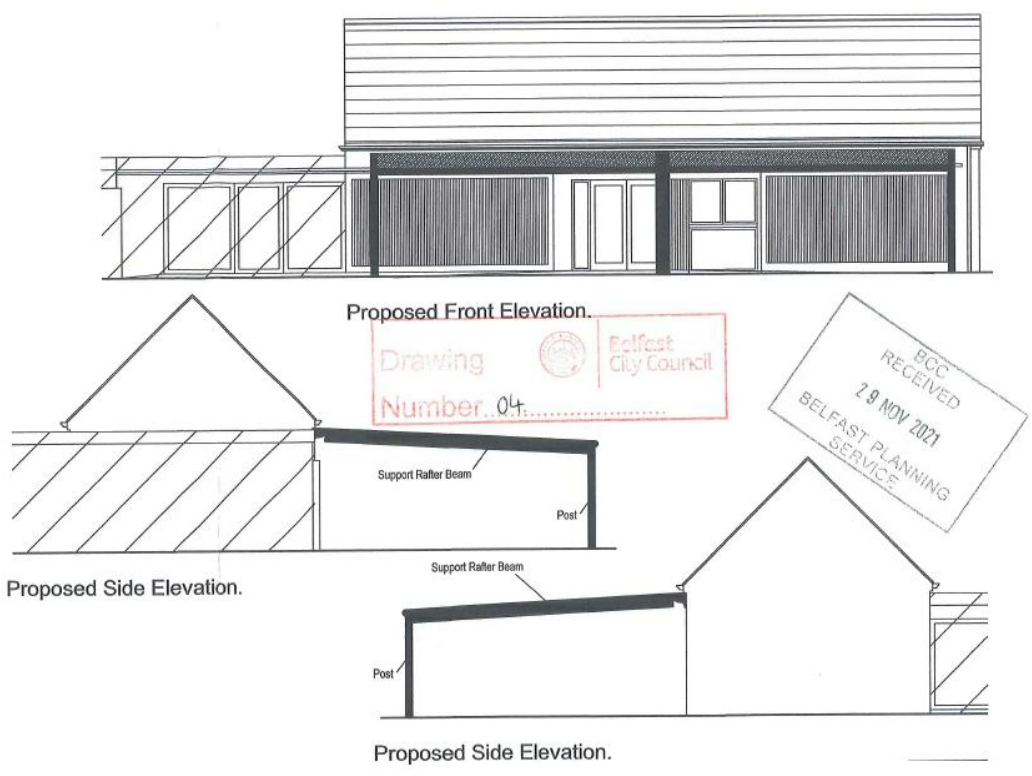 Proposed Front Elevation.
Drawing
Belfast
City Council
Number 04
BCC
RECEIVED
29 NOV 2021
BELFAST PLANNING
SERVICE
Support Rafter Beam
Post
Proposed Side Elevation.
Support Rafter Beam
Post
Proposed Side Elevation.